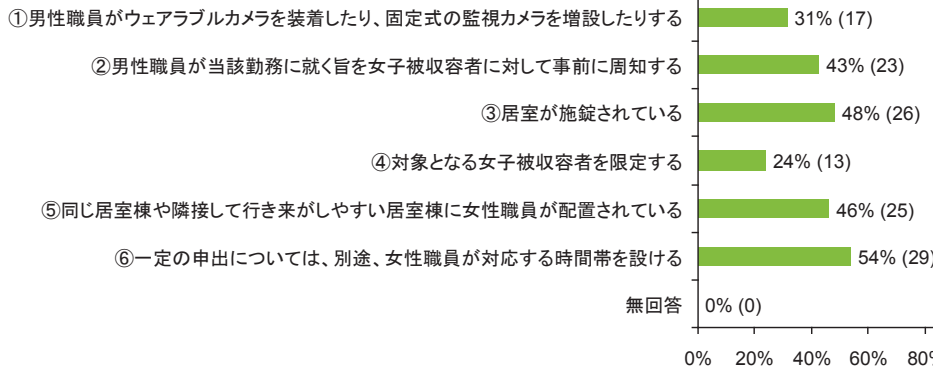 ①男性職員がウェアラブルカメラを装着したり、固定式の監視カメラを増設したりする 31% (17)
②男性職員が当該勤務に就く旨を女子被収容者に対して事前に周知する 43% (23)
③居室が施錠されている 48% (26)
④対象となる女子被収容者を限定する 24% (13)
⑤同じ居室棟や隣接して行き来がしやすい居室棟に女性職員が配置されている 46% (25)
⑥一定の申出については、別途、女性職員が対応する時間帯を設ける 54% (29)
無回答 0% (0)
0% 20% 40% 60% 80%